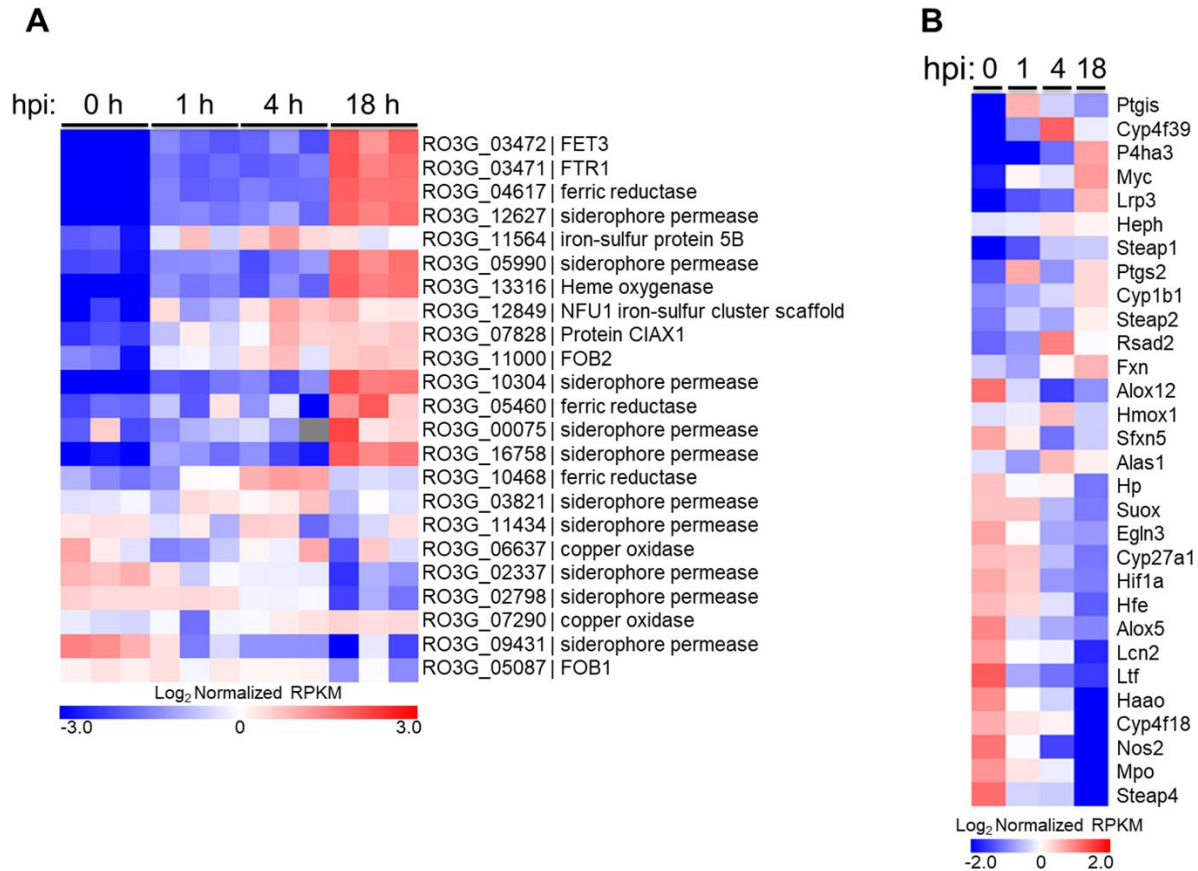 A
hpi: 0 h 1 h 4 h 18 h
RO3G_03472 | FET3
RO3G_03471 | FTR1
RO3G_04617 | ferric reductase
RO3G_12627 | siderophore permease
RO3G_11564 | iron-sulfur protein 5B
RO3G_05990 | siderophore permease
RO3G_13316 | Heme oxygenase
RO3G_12849 | NFU1 iron-sulfur cluster scaffold
RO3G_07828 | Protein CIAX1
RO3G_11000 | FOB2
RO3G_10304 | siderophore permease
RO3G_05460 | ferric reductase
RO3G_00075 | siderophore permease
RO3G_16758 | siderophore permease
RO3G_10468 | ferric reductase
RO3G_03821 | siderophore permease
RO3G_11434 | siderophore permease
RO3G_06637 | copper oxidase
RO3G_02337 | siderophore permease
RO3G_02798 | siderophore permease
RO3G_07290 | copper oxidase
RO3G_09431 | siderophore permease
RO3G_05087 | FOB1
Log2 Normalized RPKM
-3.0 0 3.0
B
hpi: 0 1 4 18
Ptgis
Cyp4f39
P4ha3
Myc
Lrp3
Heph
Steap1
Ptgs2
Cyp1b1
Steap2
Rsad2
Fxn
Alox12
Hmox1
Sfxn5
Alas1
Hp
Suox
Egln3
Cyp27a1
Hif1a
Hfe
Alox5
Lcn2
Ltf
Haao
Cyp4f18
Nos2
Mpo
Steap4
Log2 Normalized RPKM
-2.0 0 2.0